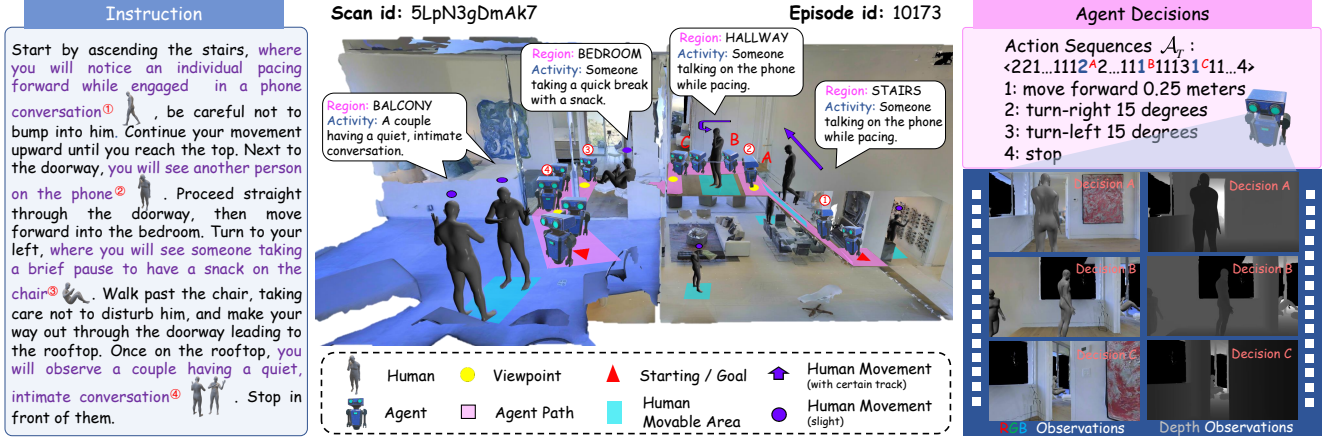 Instruction
Start by ascending the stairs, where
you will notice an individual pacing
forward while engaged in a phone
conversation① , be careful not to
bump into him. Continue your movement
upward until you reach the top. Next to
the doorway, you will see another person
on the phone② . Proceed straight
through the doorway, then move
forward into the bedroom. Turn to your
left, where you will see someone taking
a brief pause to have a snack on the
chair③ . Walk past the chair, taking
care not to disturb him, and make your
way out through the doorway leading to
the rooftop. Once on the rooftop, you
will observe a couple having a quiet,
intimate conversation④ . Stop in
front of them.
Scan id: 5LpN3gDmAk7
Episode id: 10173
Region: BALCONY
Activity: A couple
having a quiet, intimate
conversation.
Region: BEDROOM
Activity: Someone
taking a quick break
with a snack.
Region: HALLWAY
Activity: Someone
talking on the phone
while pacing.
Region: STAIRS
Activity: Someone
talking on the phone
while pacing.
④
③
C
B
②
A
①
Human
Viewpoint
Starting / Goal
Human Movement
(with certain track)
Agent
Agent Path
Human
Movable Area
Human Movement
(slight)
Agent Decisions
Action Sequences 𝒜T :
<221...1112A2...111B11131C11...4>
1: move forward 0.25 meters
2: turn-right 15 degrees
3: turn-left 15 degrees
4: stop
Decision A
Decision A
Decision B
Decision B
Decision C
Decision C
RGB Observations
Depth Observations